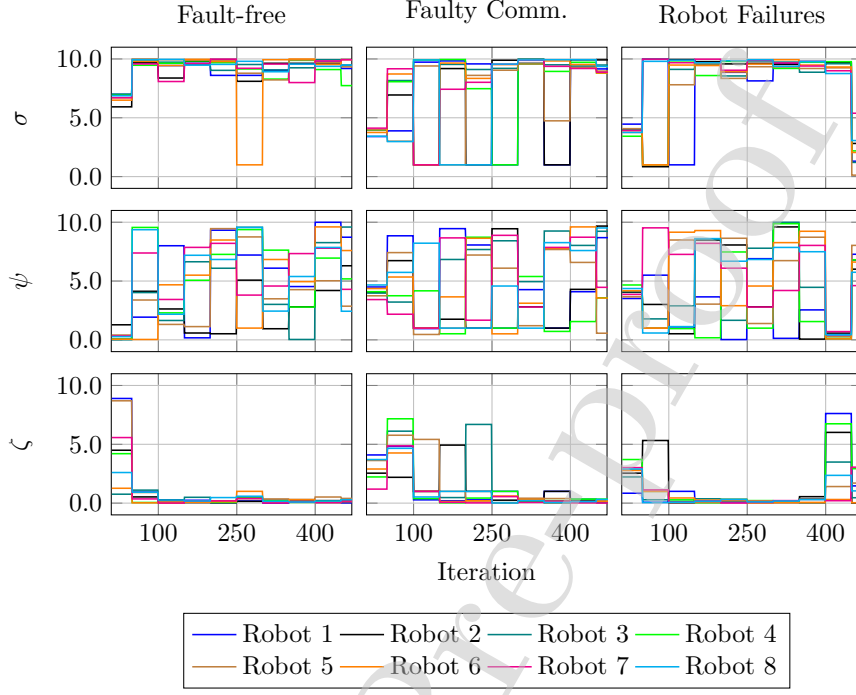 Fault-free Faulty Comm. Robot Failures
10.0
σ 5.0
0.0
10.0
ψ 5.0
0.0
10.0
ζ 5.0
0.0
100 250 400 100 250 400 100 250 400
Iteration
Robot 1 Robot 2 Robot 3 Robot 4
Robot 5 Robot 6 Robot 7 Robot 8
Pre-proof